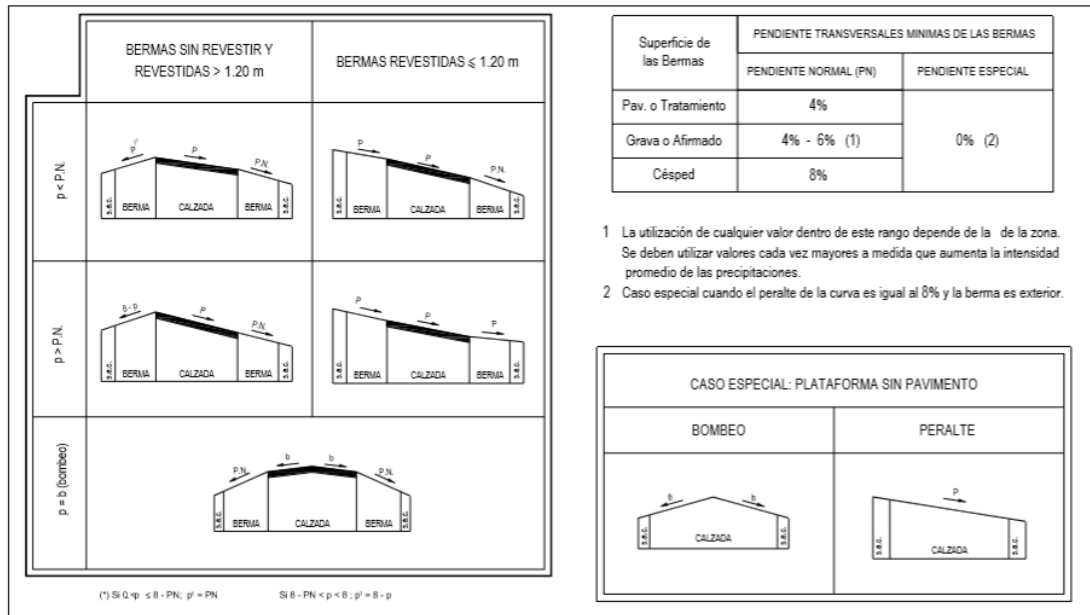 BERMAS SIN REVESTIR Y
REVESTIDAS > 1.20 m
BERMAS REVESTIDAS ⩽ 1.20 m
p < P.N.
P'
P
P.N.
S.B.C.
BERMA
CALZADA
BERMA
S.B.C.
P
P
P.N.
S.B.C.
BERMA
CALZADA
BERMA
S.B.C.
p > P.N.
8 - p
P
P.N.
S.B.C.
BERMA
CALZADA
BERMA
S.B.C.
P
P
P
S.B.C.
BERMA
CALZADA
BERMA
S.B.C.
p = b (bombeo)
P.N.
b
b
P.N.
S.B.C.
BERMA
CALZADA
BERMA
S.B.C.
(*) Si 0 <p ≤ 8 - PN; p' = PN
Si 8 - PN < p < 8 ; p' = 8 - p
Superficie de
las Bermas
PENDIENTE TRANSVERSALES MINIMAS DE LAS BERMAS
PENDIENTE NORMAL (PN)
PENDIENTE ESPECIAL
Pav. o Tratamiento
4%
Grava o Afirmado
4% - 6% (1)
0% (2)
Césped
8%
1 La utilización de cualquier valor dentro de este rango depende de la de la zona.
Se deben utilizar valores cada vez mayores a medida que aumenta la intensidad
promedio de las precipitaciones.
2 Caso especial cuando el peralte de la curva es igual al 8% y la berma es exterior.
CASO ESPECIAL: PLATAFORMA SIN PAVIMENTO
BOMBEO
PERALTE
b
b
S.B.C.
CALZADA
S.B.C.
P
S.B.C.
CALZADA
S.B.C.